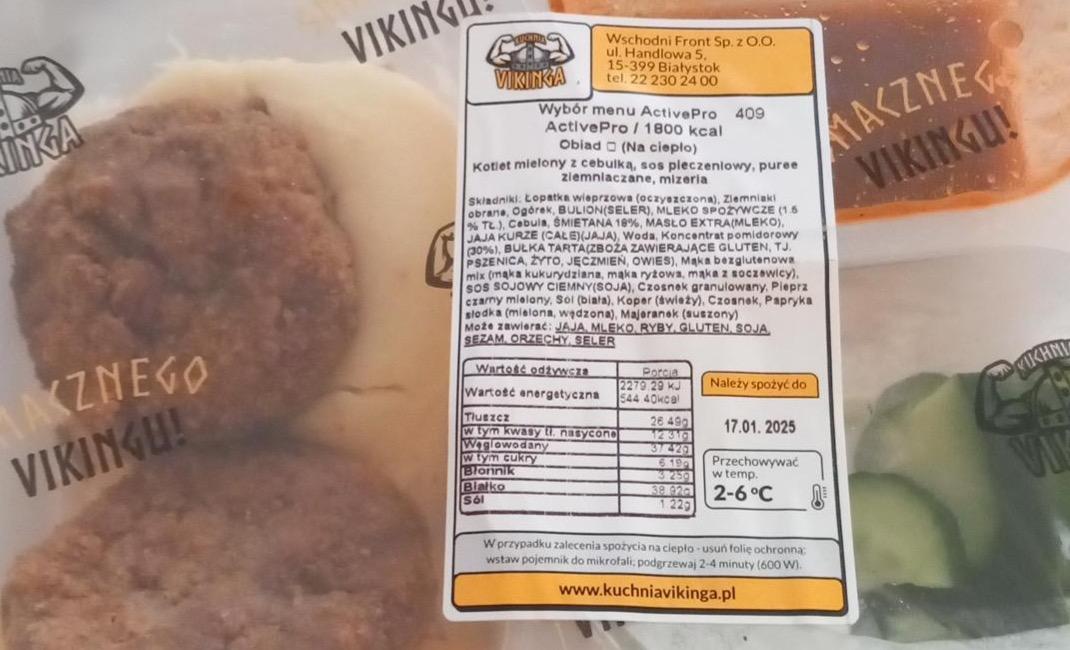 VIKINGU!
KUCHNIA
VIKINGA
Wschodni Front Sp. z O.O.
ul. Handlowa 5,
15-399 Białystok
tel. 22 230 24 00
Wybór menu ActivePro 409
ActivePro / 1800 kcal
Obiad □ (Na ciepło)
Kotlet mielony z cebulką, sos pieczeniowy, puree
ziemniaczane, mizeria
Składniki: Łopatka wieprzowa (oczyszczona), Ziemniaki
obrane, Ogórek, BULION(SELER), MLEKO SPOŻYWCZE (1.5
% TŁ.), Cebula, ŚMIETANA 18%, MASŁO EXTRA(MLEKO),
JAJA KURZE (CAŁE)(JAJA), Woda, Koncentrat pomidorowy
(30%), BUŁKA TARTA(ZBOŻA ZAWIERAJĄCE GLUTEN, TJ.
PSZENICA, ŻYTO, JĘCZMIEŃ, OWIES), Mąka bezglutenowa
mix (mąka kukurydziana, mąka ryżowa, mąka z soczewicy),
SOS SOJOWY CIEMNY(SOJA), Czosnek granulowany, Pieprz
czarny mielony, Sól (biała), Koper (świeży), Czosnek, Papryka
słodka (mielona, wędzona), Majeranek (suszony)
Może zawierać: JAJA, MLEKO, RYBY, GLUTEN, SOJA,
SEZAM, ORZECHY, SELER
Wartość odżywcza Porcja
Wartość energetyczna 2279.29 kJ
544.40kcal
Tłuszcz 26.49g
w tym kwasy tł. nasycone 12.31g
Węglowodany 37.42g
w tym cukry 6.19g
Błonnik 3.25g
Białko 38.92g
Sól 1.22g
Należy spożyć do
17.01. 2025
Przechowywać
w temp.
2-6°C
W przypadku zalecenia spożycia na ciepło - usuń folię ochronną;
wstaw pojemnik do mikrofali; podgrzewaj 2-4 minuty (600 W).
www.kuchniavikinga.pl
VIKINGU!
VIKINGU!
KUCHNIA